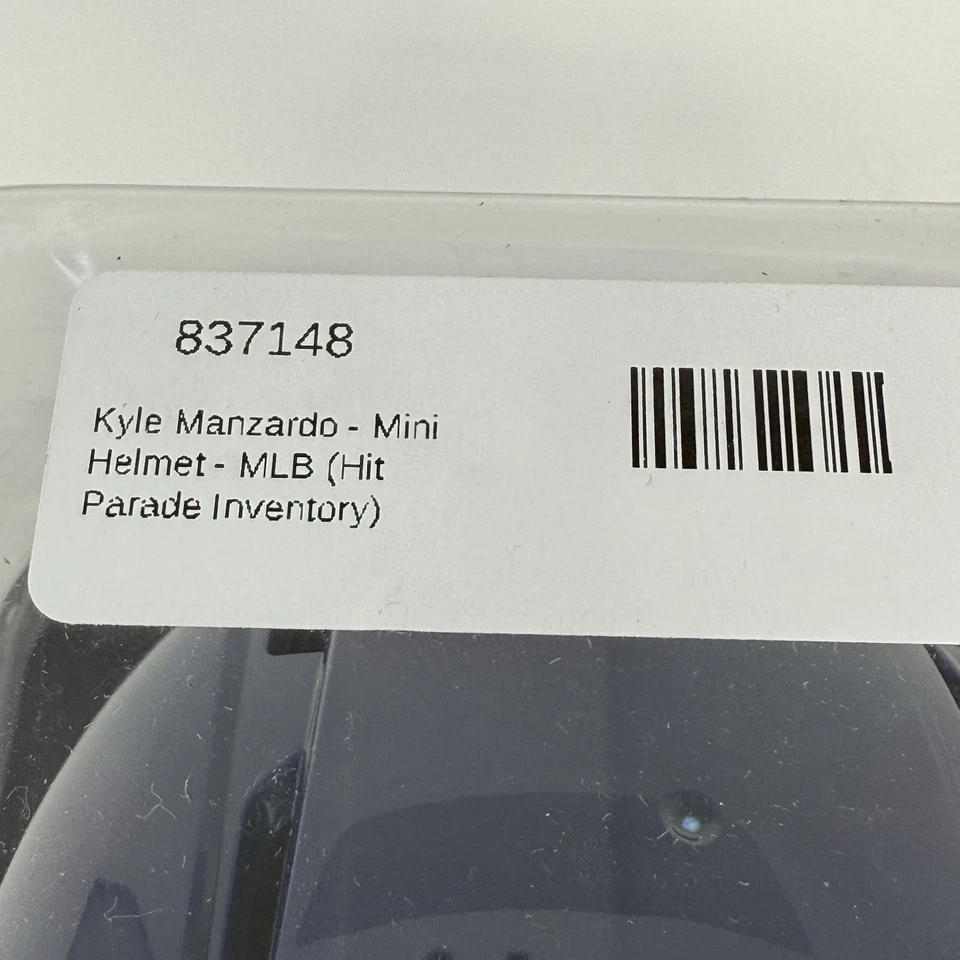 837148
Kyle Manzardo - Mini
Helmet - MLB (Hit
Parade Inventory)